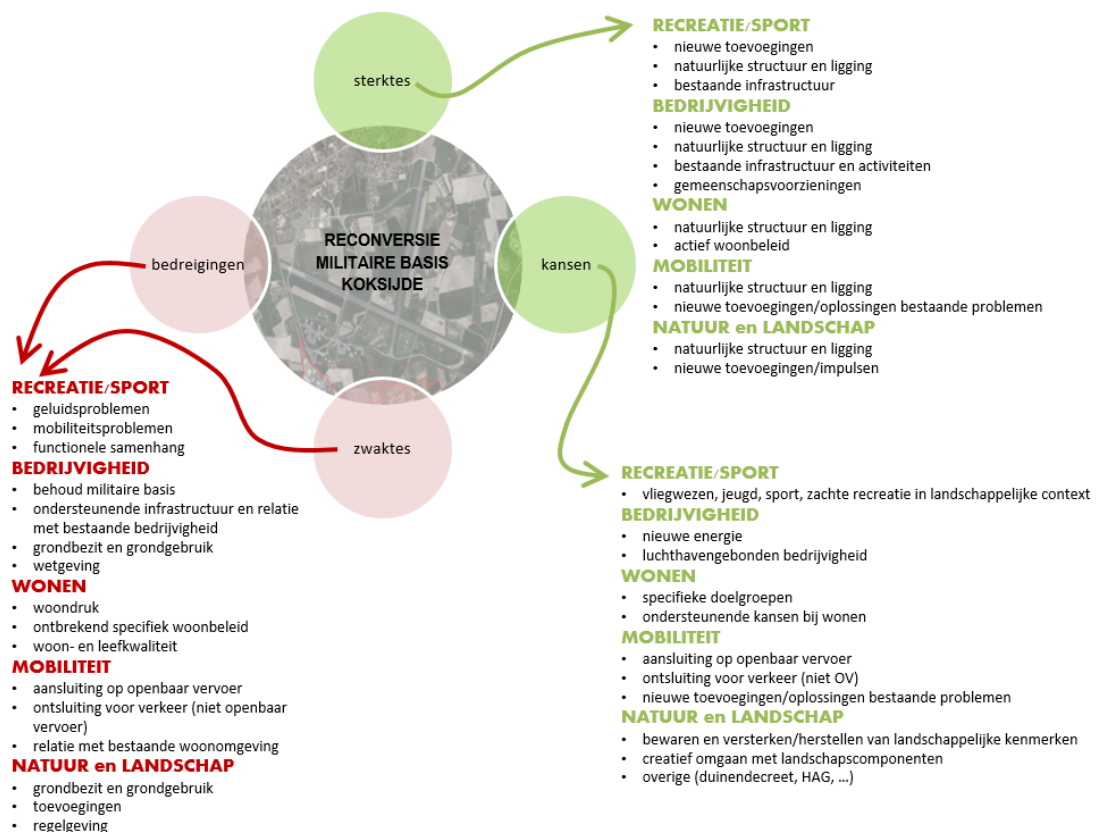 sterktes
bedreigingen
RECONVERSIE
MILITAIRE BASIS
KOKSIJDE
kansen
zwaktes
RECREATIE/SPORT
• nieuwe toevoegingen
• natuurlijke structuur en ligging
• bestaande infrastructuur
BEDRIJVIGHEID
• nieuwe toevoegingen
• natuurlijke structuur en ligging
• bestaande infrastructuur en activiteiten
• gemeenschapsvoorzieningen
WONEN
• natuurlijke structuur en ligging
• actief woonbeleid
MOBILITEIT
• natuurlijke structuur en ligging
• nieuwe toevoegingen/oplossingen bestaande problemen
NATUUR en LANDSCHAP
• natuurlijke structuur en ligging
• nieuwe toevoegingen/impulsen
RECREATIE/SPORT
• geluidsproblemen
• mobiliteitsproblemen
• functionele samenhang
BEDRIJVIGHEID
• behoud militaire basis
• ondersteunende infrastructuur en relatie
met bestaande bedrijvigheid
• grondbezit en grondgebruik
• wetgeving
WONEN
• woondruk
• ontbrekend specifiek woonbeleid
• woon- en leefkwaliteit
MOBILITEIT
• aansluiting op openbaar vervoer
• ontsluiting voor verkeer (niet openbaar
vervoer)
• relatie met bestaande woonomgeving
NATUUR en LANDSCHAP
• grondbezit en grondgebruik
• toevoegingen
• regelgeving
RECREATIE/SPORT
• vliegwezen, jeugd, sport, zachte recreatie in landschappelijke context
BEDRIJVIGHEID
• nieuwe energie
• luchthavengebonden bedrijvigheid
WONEN
• specifieke doelgroepen
• ondersteunende kansen bij wonen
MOBILITEIT
• aansluiting op openbaar vervoer
• ontsluiting voor verkeer (niet OV)
• nieuwe toevoegingen/oplossingen bestaande problemen
NATUUR en LANDSCHAP
• bewaren en versterken/herstellen van landschappelijke kenmerken
• creatief omgaan met landschapscomponenten
• overige (duinendecreet, HAG, ...)